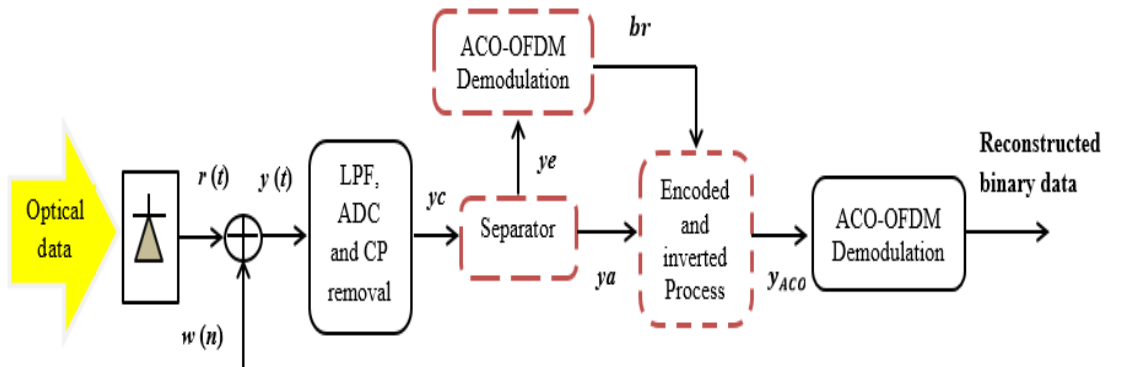 Optical
data
r (t)
w (n)
y (t)
LPF,
ADC
and CP
removal
yc
ACO-OFDM
Demodulation
br
ye
Separator
ya
Encoded
and
inverted
Process
y_ACO
ACO-OFDM
Demodulation
Reconstructed
binary data